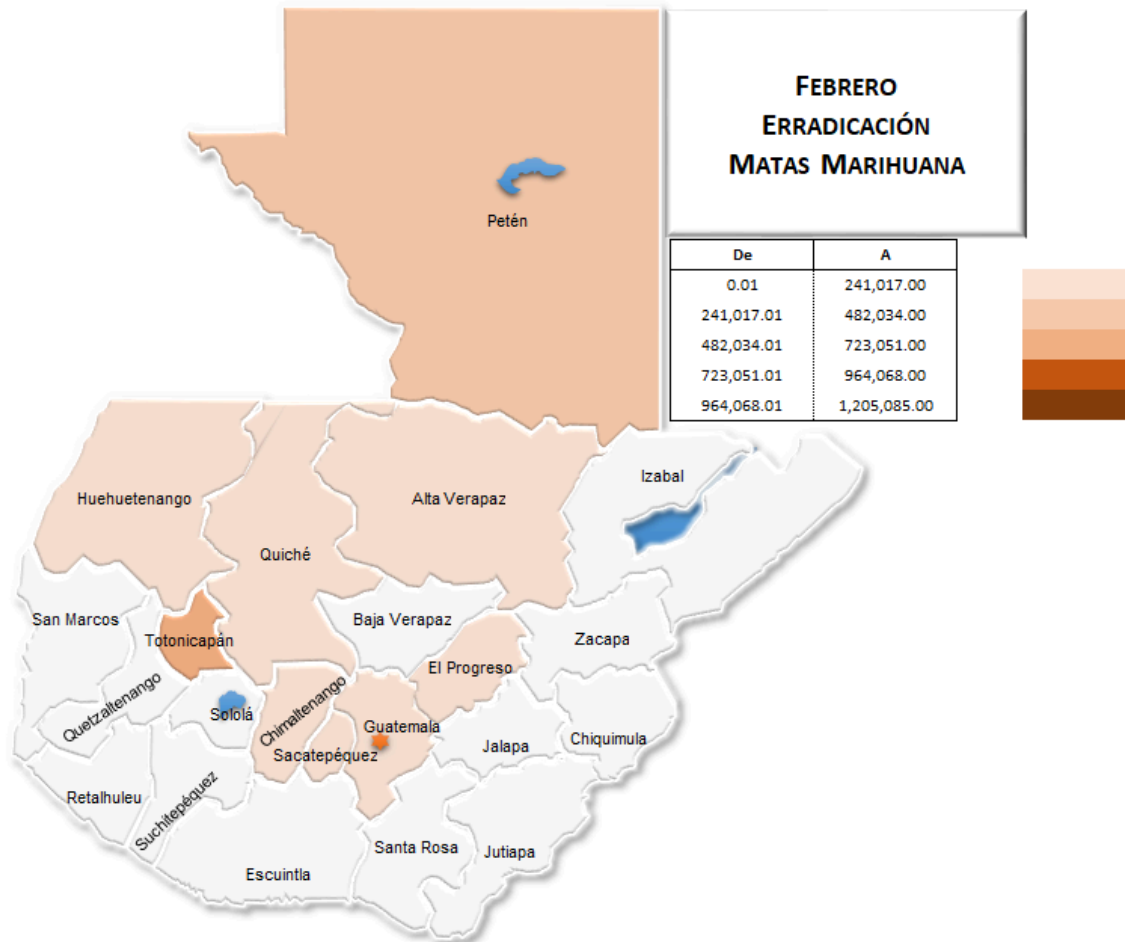 FEBRERO
ERRADICACIÓN
MATAS MARIHUANA
De A
0.01 241,017.00
241,017.01 482,034.00
482,034.01 723,051.00
723,051.01 964,068.00
964,068.01 1,205,085.00
Petén
Izabal
Huehuetenango
Alta Verapaz
Quiché
San Marcos
Baja Verapaz
Totonicapán
Zacapa
El Progreso
Quetzaltenango
Chimaltenango
Sololá
Guatemala
Sacatepéquez
Jalapa
Chiquimula
Retalhuleu
Suchitepéquez
Santa Rosa
Jutiapa
Escuintla